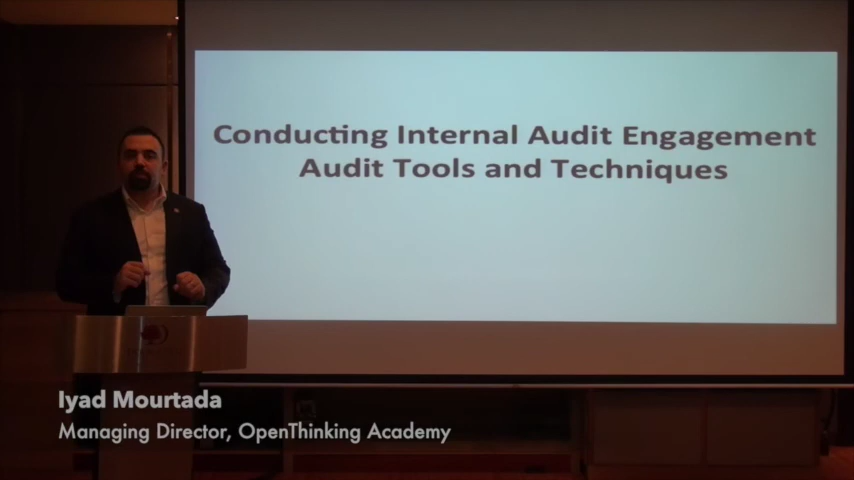 Conducting Internal Audit Engagement
Audit Tools and Techniques
Iyad Mourtada
Managing Director, OpenThinking Academy